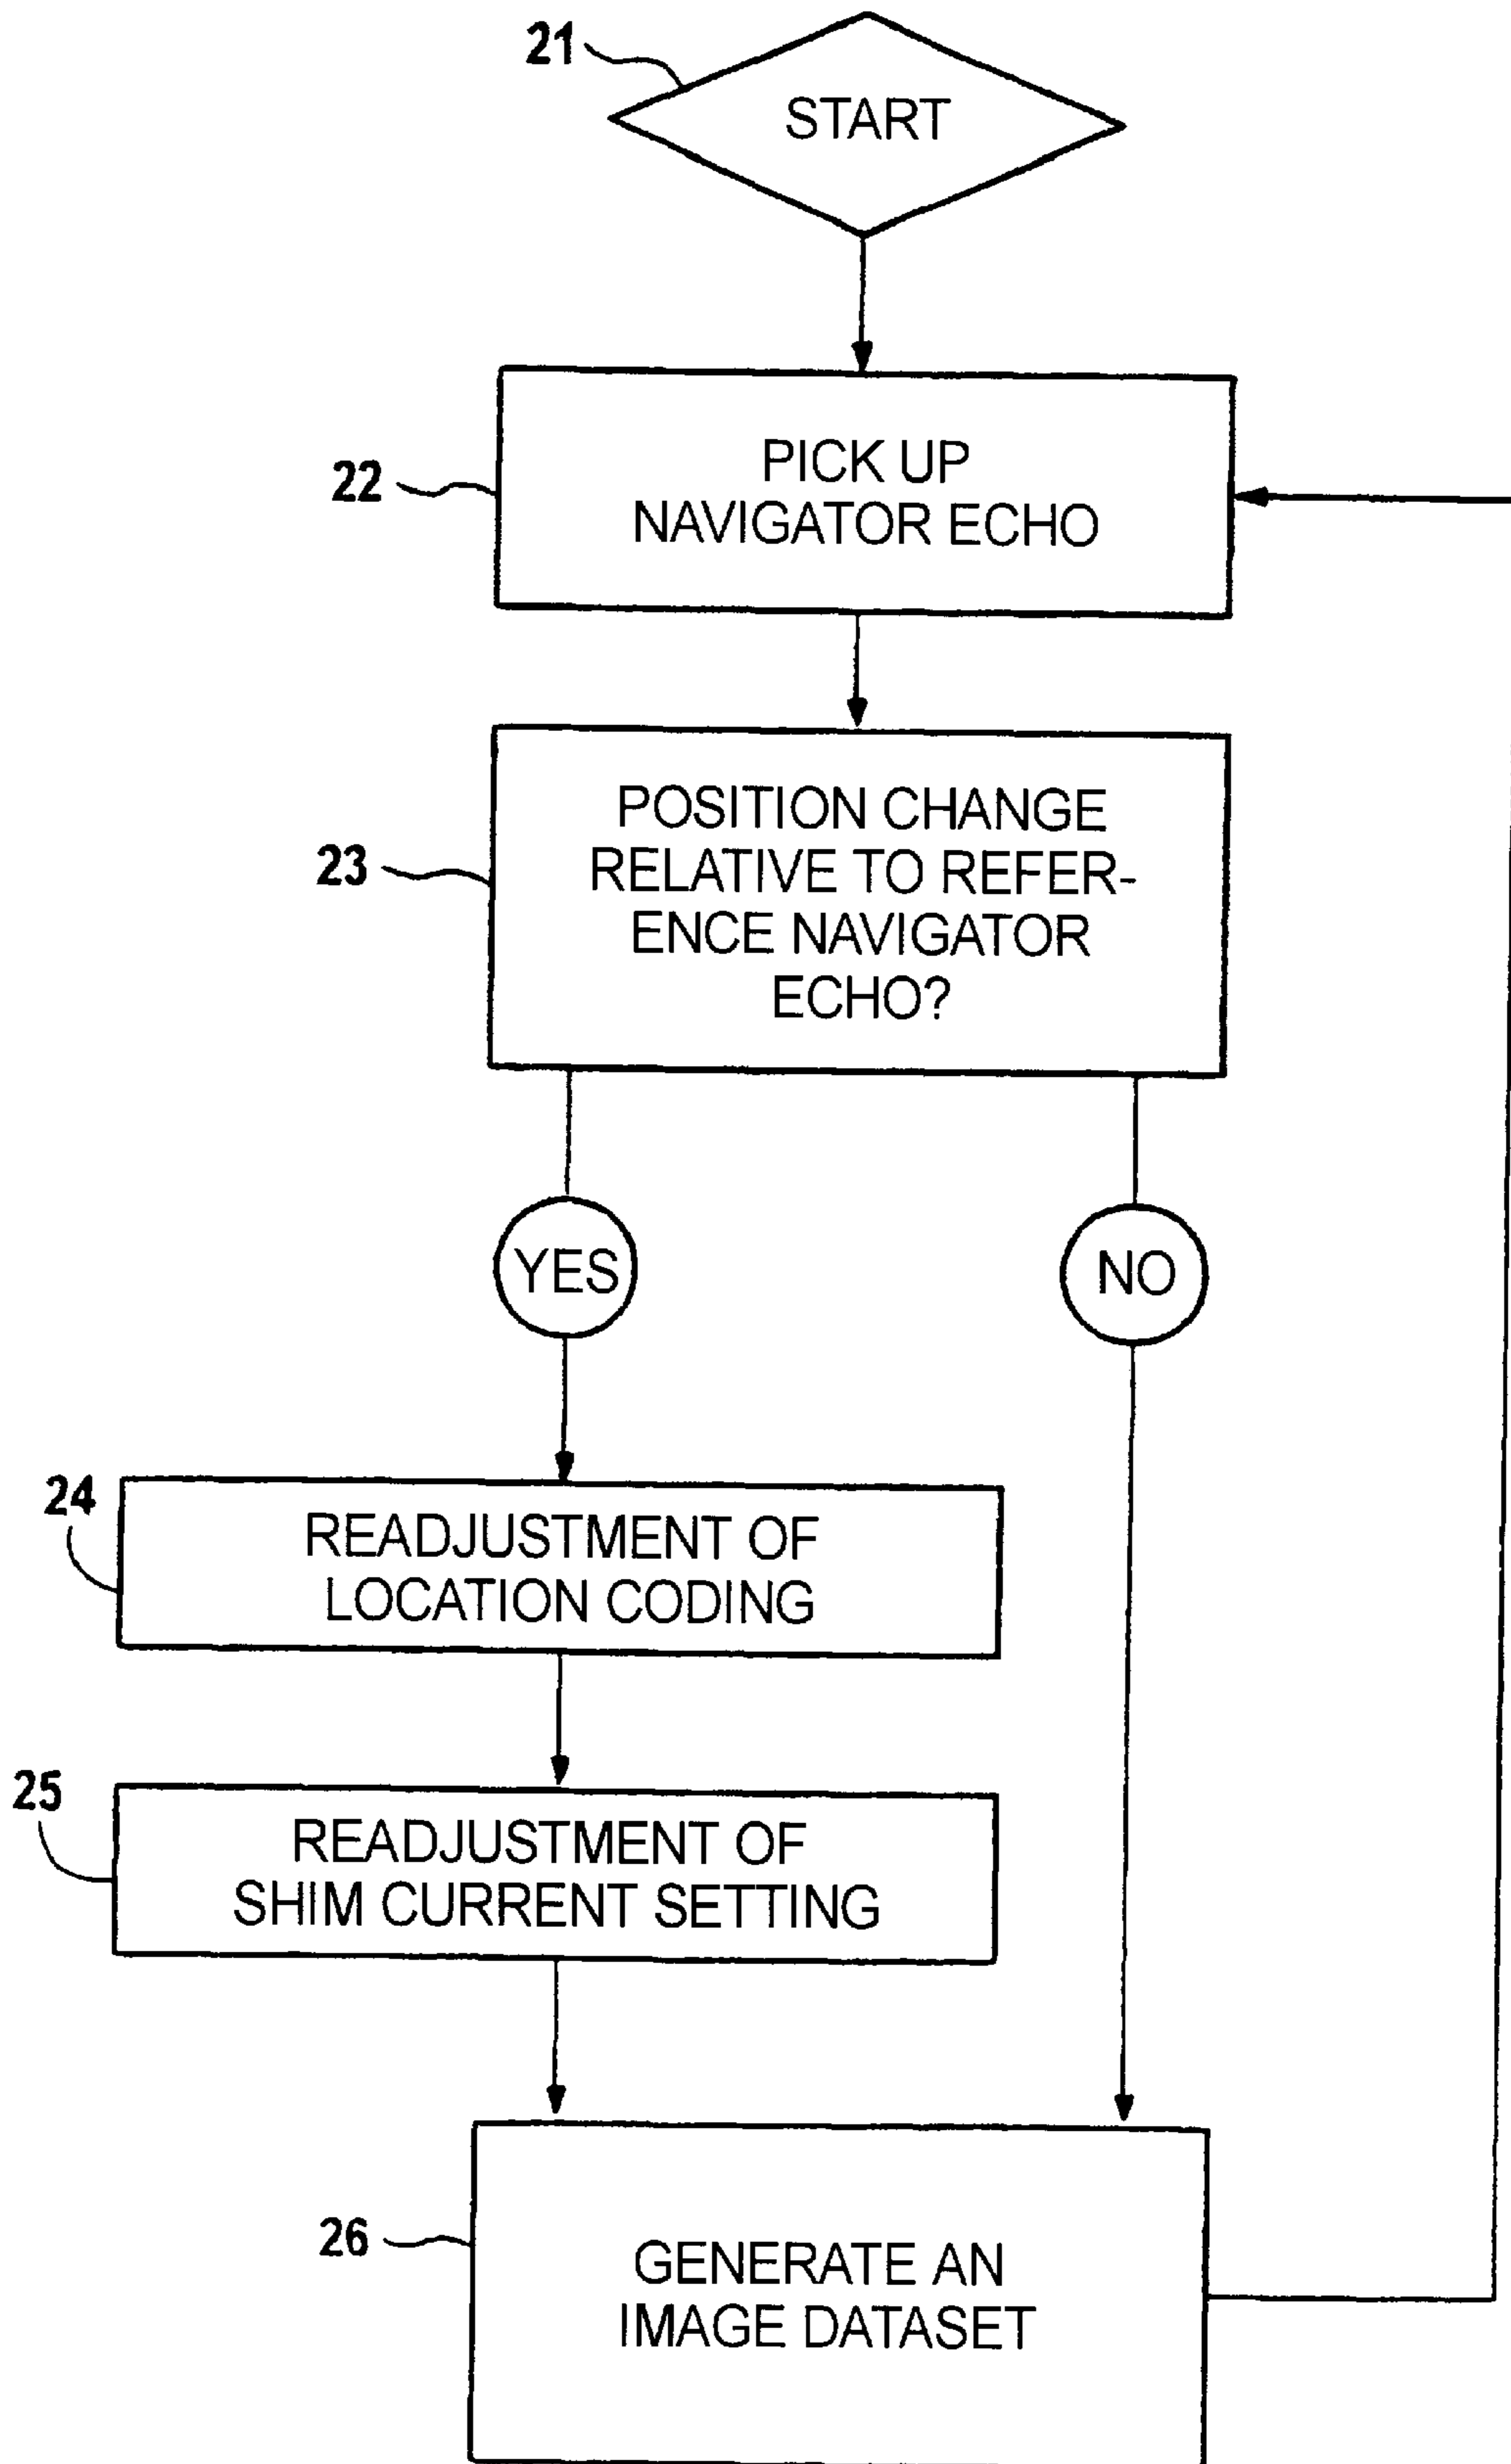 21
START
22
PICK UP
NAVIGATOR ECHO
23
POSITION CHANGE
RELATIVE TO REFER-
ENCE NAVIGATOR
ECHO?
YES
NO
24
READJUSTMENT OF
LOCATION CODING
25
READJUSTMENT OF
SHIM CURRENT SETTING
26
GENERATE AN
IMAGE DATASET